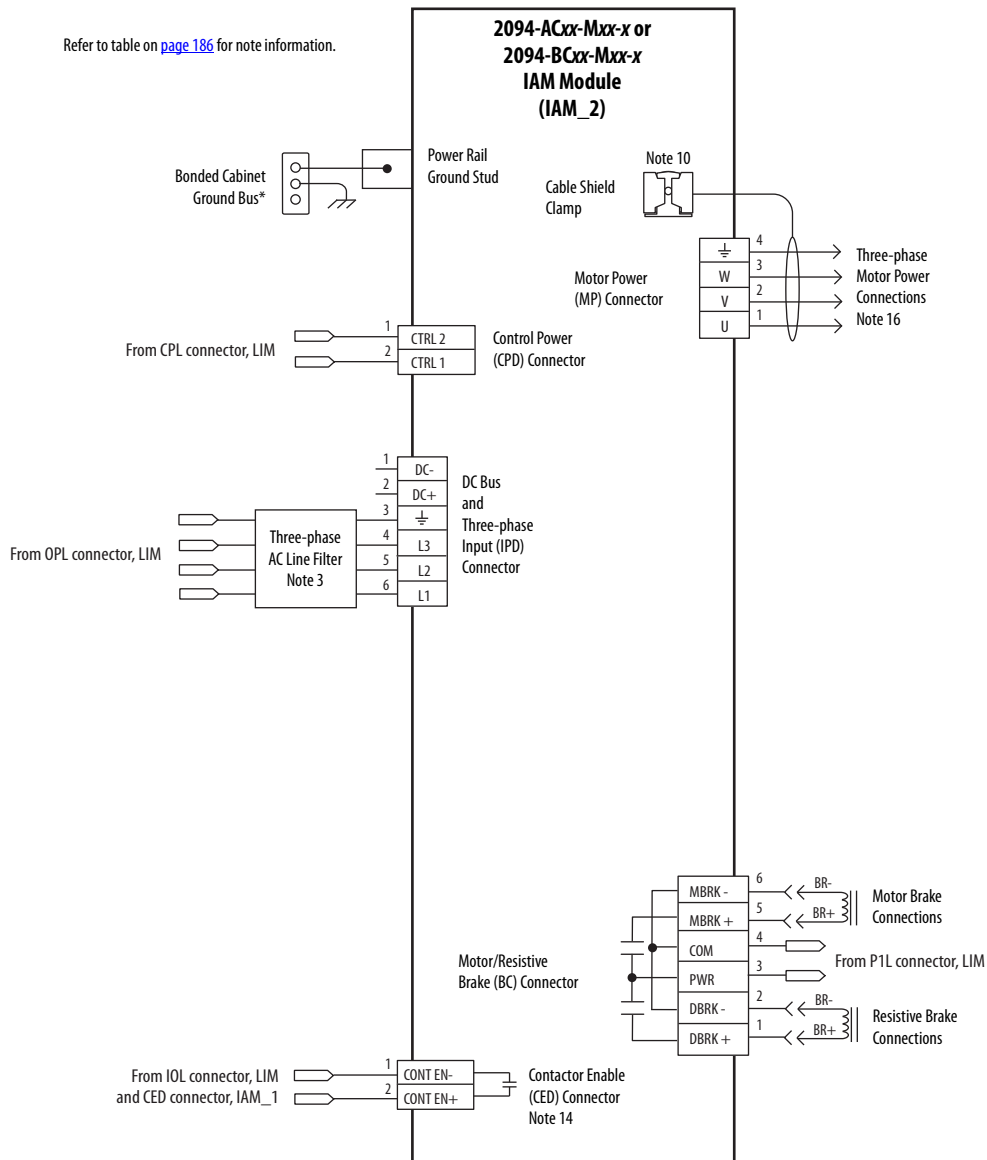 Refer to table on page 186 for note information.
2094-ACxx-Mxx-x or
2094-BCxx-Mxx-x
IAM Module
(IAM_2)
Bonded Cabinet
Ground Bus*
Power Rail
Ground Stud
Note 10
Cable Shield
Clamp
Motor Power
(MP) Connector
4
W
3
V
2
U
1
Three-phase
Motor Power
Connections
Note 16
From CPL connector, LIM
1
CTRL 2
2
CTRL 1
Control Power
(CPD) Connector
1
DC-
2
DC+
3
4
L3
5
L2
6
L1
DC Bus
and
Three-phase
Input (IPD)
Connector
From OPL connector, LIM
Three-phase
AC Line Filter
Note 3
Motor/Resistive
Brake (BC) Connector
MBRK -
6
BR-
MBRK +
5
BR+
Motor Brake
Connections
COM
4
PWR
3
From P1L connector, LIM
DBRK -
2
BR-
DBRK +
1
BR+
Resistive Brake
Connections
From IOL connector, LIM
and CED connector, IAM_1
1
CONT EN-
2
CONT EN+
Contactor Enable
(CED) Connector
Note 14